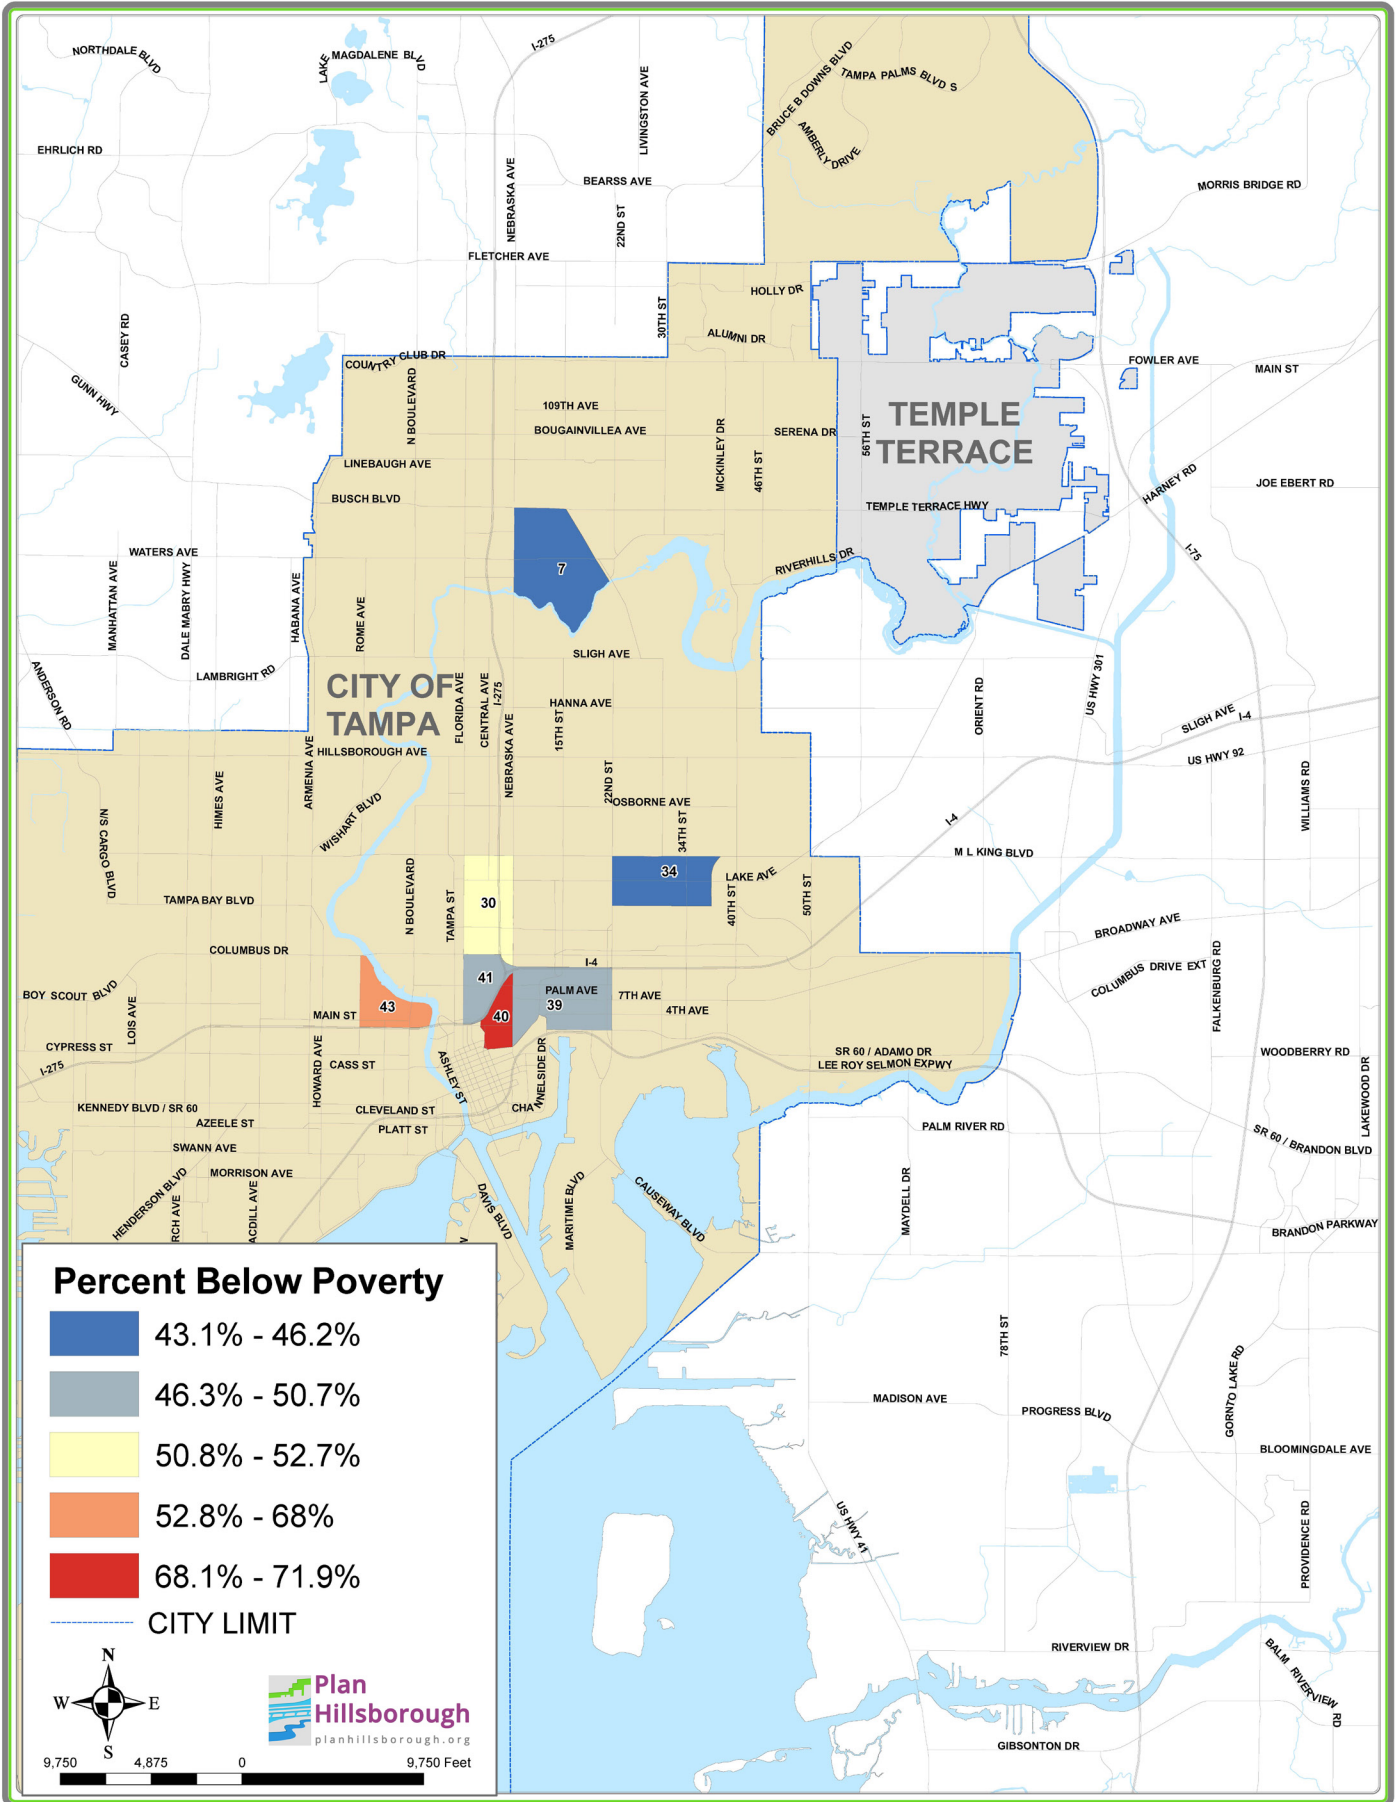 NORTHDALE BLVD
LAKE MAGDALENE BLVD
I-275
LIVINGSTON AVE
BRUCE B DOWNS BLVD
TAMPA PALMS BLVD S
AMBERLY DRIVE
EHRLICH RD
NEBRASKA AVE
BEARSS AVE
22ND ST
MORRIS BRIDGE RD
FLETCHER AVE
HOLLY DR
30TH ST
ALUMNI DR
CASEY RD
COUNTRY CLUB DR
FOWLER AVE
MAIN ST
GUNN HWY
N BOULEVARD
109TH AVE
BOUGAINVILLEA AVE
MCKINLEY DR
46TH ST
SERENA DR
56TH ST
TEMPLE
TERRACE
LINEBAUGH AVE
BUSCH BLVD
HARNEY RD
JOE EBERT RD
TEMPLE TERRACE HWY
WATERS AVE
MANHATTAN AVE
DALE MABRY HWY
HABANA AVE
ROME AVE
7
RIVERHILLS DR
I-75
SLIGH AVE
ANDERSON RD
LAMBRIGHT RD
CITY OF
TAMPA
FLORIDA AVE
CENTRAL AVE
I-275
NEBRASKA AVE
HANNA AVE
15TH ST
ORIENT RD
US HWY 301
SLIGH AVE
I-4
US HWY 92
HILLSBOROUGH AVE
ARMENIA AVE
HIMES AVE
22ND ST
OSBORNE AVE
34TH ST
WILLIAMS RD
N/S CARGO BLVD
WISHART BLVD
I-4
M L KING BLVD
34
LAKE AVE
40TH ST
50TH ST
TAMPA BAY BLVD
N BOULEVARD
TAMPA ST
30
BROADWAY AVE
COLUMBUS DR
I-4
COLUMBUS DRIVE EXT
FALKENBURG RD
BOY SCOUT BLVD
LOIS AVE
MAIN ST
43
41
40
PALM AVE
39
7TH AVE
4TH AVE
CYPRESS ST
I-275
HOWARD AVE
CASS ST
ASHLEY ST
SR 60 / ADAMO DR
LEE ROY SELMON EXPWY
WOODBERRY RD
LAKEWOOD DR
KENNEDY BLVD / SR 60
AZEELE ST
CLEVELAND ST
PLATT ST
CHANNELSIDE DR
PALM RIVER RD
SR 60 / BRANDON BLVD
SWANN AVE
MORRISON AVE
HENDERSON BLVD
RCH AVE
ACDILL AVE
DAVIS BLVD
MARITIME BLVD
CAUSEWAY BLVD
MAYDELL DR
BRANDON PARKWAY
78TH ST
GORNTO LAKE RD
MADISON AVE
PROGRESS BLVD
BLOOMINGDALE AVE
US HWY 41
PROVIDENCE RD
RIVERVIEW DR
BALM RIVERVIEW RD
GIBSONTON DR
Percent Below Poverty
43.1% - 46.2%
46.3% - 50.7%
50.8% - 52.7%
52.8% - 68%
68.1% - 71.9%
CITY LIMIT
N
W E
S
Plan
Hillsborough
planhillsborough.org
9,750 4,875 0 9,750 Feet